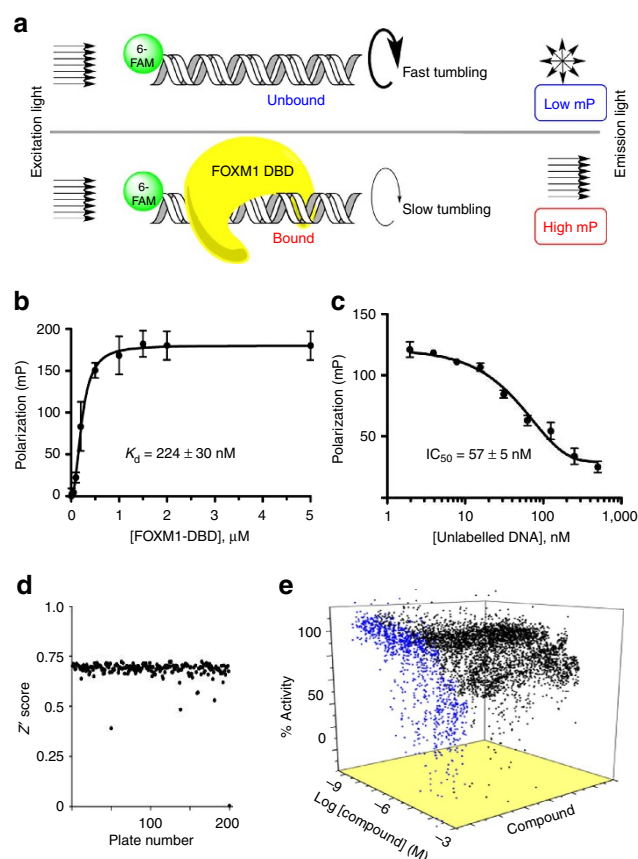 a
Excitation light
6-
FAM
Unbound
Fast tumbling
Low mP
Emission light
6-
FAM
FOXM1 DBD
Bound
Slow tumbling
High mP
b
Polarization (mP)
200
150
100
50
0
K_d = 224 ± 30 nM
0 1 2 3 4 5
[FOXM1-DBD], μM
c
Polarization (mP)
150
100
50
0
IC_50 = 57 ± 5 nM
1 10 100 1,000
[Unlabelled DNA], nM
d
Z′ score
1.0
0.75
0.5
0.25
0
100 200
Plate number
e
% Activity
100
50
0
−9
−6
−3
Log [compound] (M)
Compound